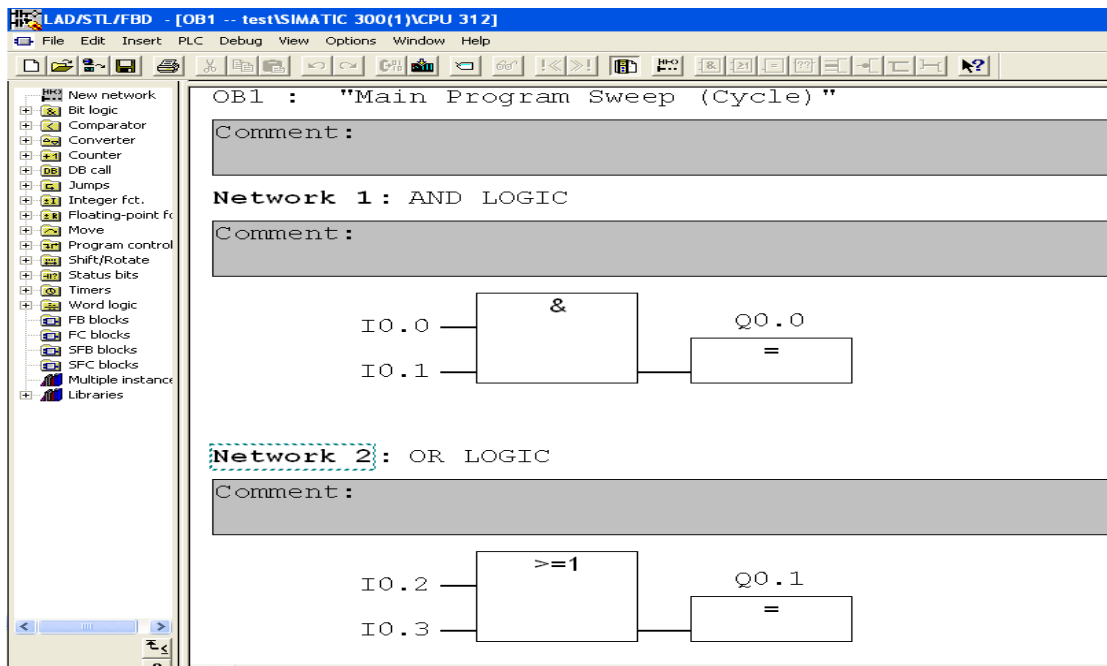 LAD/STL/FBD - [OB1 -- test\SIMATIC 300(1)\CPU 312]
File Edit Insert PLC Debug View Options Window Help
New network
Bit logic
Comparator
Converter
Counter
DB call
Jumps
Integer fct.
Floating-point fc
Move
Program control
Shift/Rotate
Status bits
Timers
Word logic
FB blocks
FC blocks
SFB blocks
SFC blocks
Multiple instance
Libraries
OB1 : "Main Program Sweep (Cycle)"
Comment:
Network 1: AND LOGIC
Comment:
&
I0.0
Q0.0
=
I0.1
Network 2: OR LOGIC
Comment:
>=1
I0.2
Q0.1
=
I0.3